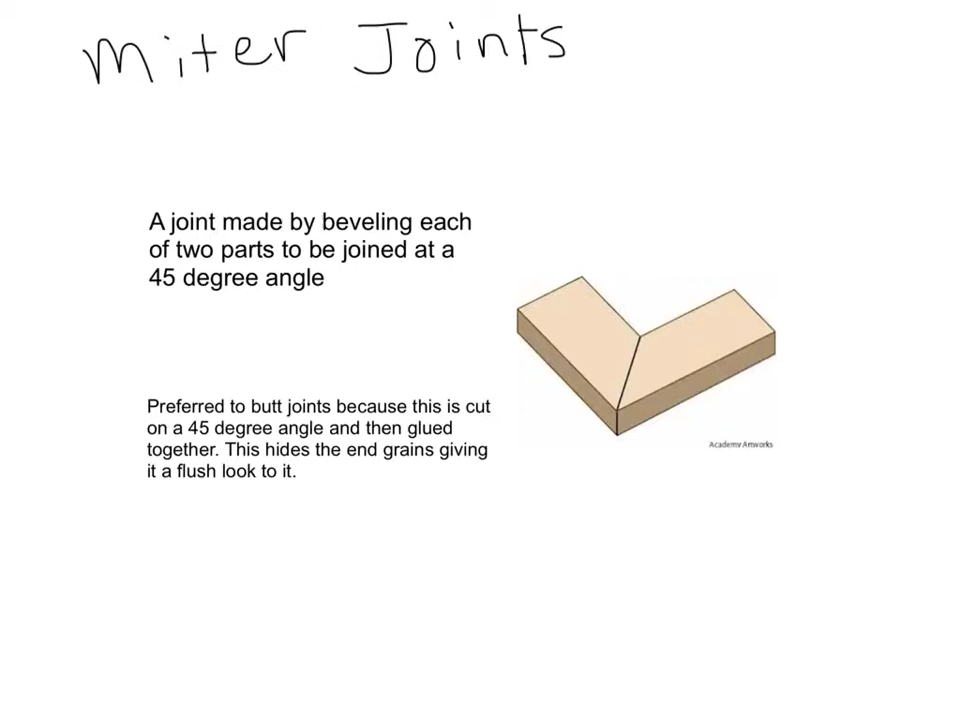 Miter Joints
A joint made by beveling each
of two parts to be joined at a
45 degree angle
Preferred to butt joints because this is cut
on a 45 degree angle and then glued
together. This hides the end grains giving
it a flush look to it.
Academy Artworks